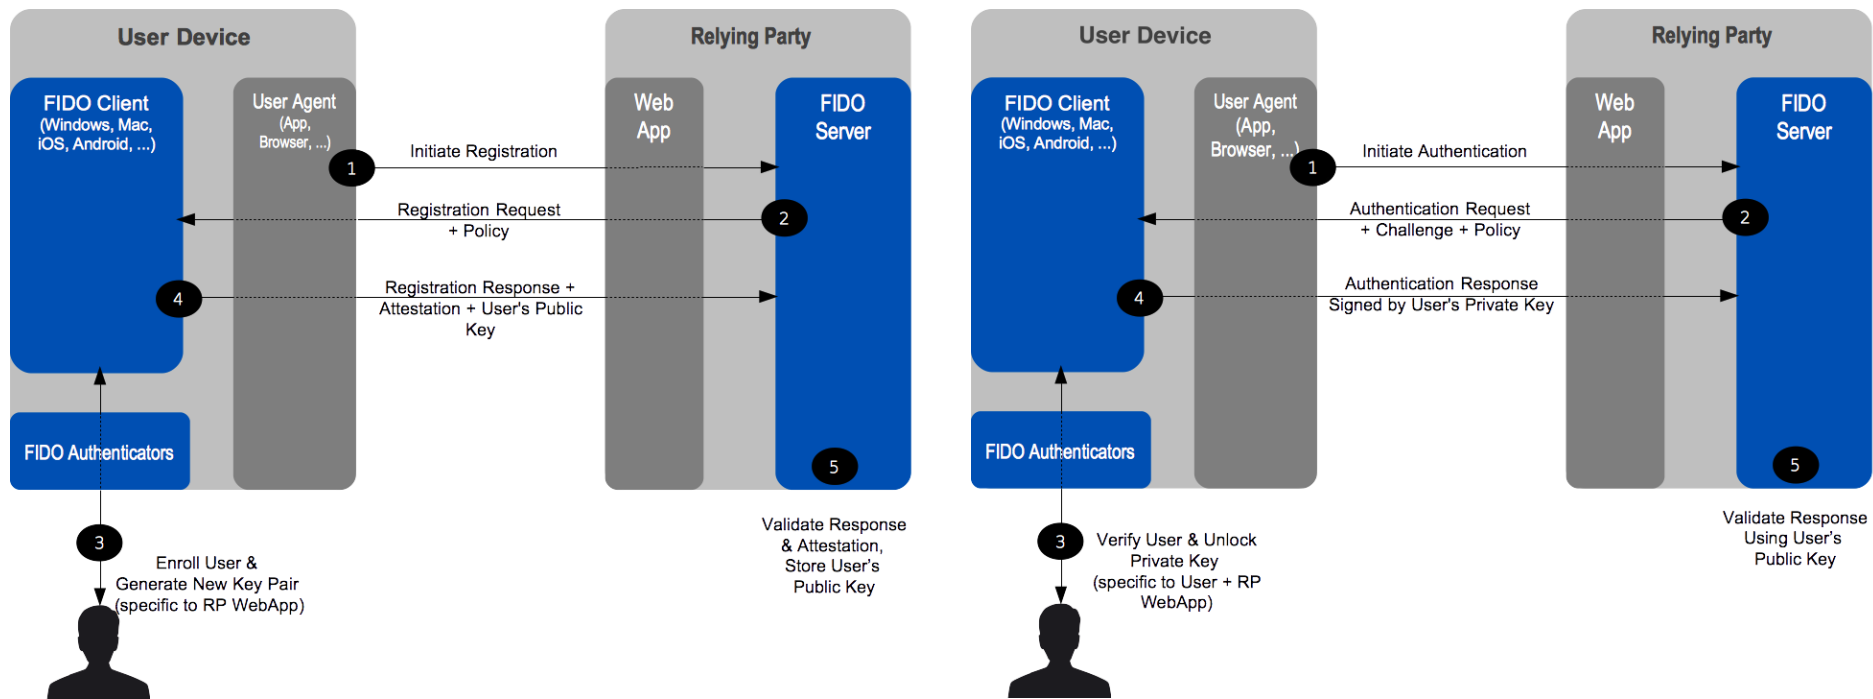 User Device
FIDO Client
(Windows, Mac,
iOS, Android, ...)
User Agent
(App,
Browser, ...)
FIDO Authenticators
1
Initiate Registration
2
Registration Request
+ Policy
4
Registration Response +
Attestation + User's Public
Key
3
Enroll User &
Generate New Key Pair
(specific to RP WebApp)
Relying Party
Web
App
FIDO
Server
5
Validate Response
& Attestation,
Store User's
Public Key
User Device
FIDO Client
(Windows, Mac,
iOS, Android, ...)
User Agent
(App,
Browser, ...)
FIDO Authenticators
1
Initiate Authentication
2
Authentication Request
+ Challenge + Policy
4
Authentication Response
Signed by User's Private Key
3
Verify User & Unlock
Private Key
(specific to User + RP
WebApp)
Relying Party
Web
App
FIDO
Server
5
Validate Response
Using User's
Public Key